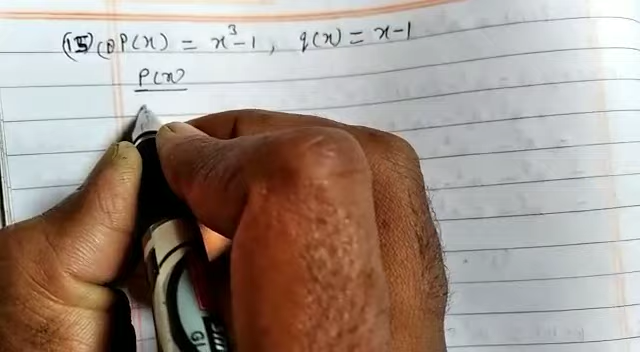 (15) (i) P(x) = x³-1, q(x) = x-1
P(x)